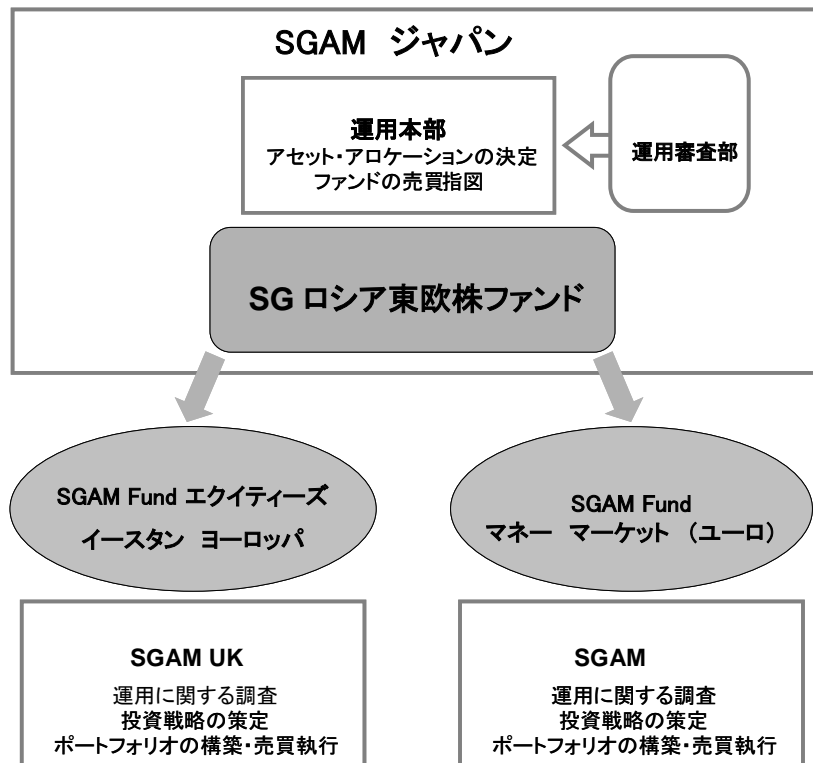 SGAM ジャパン
運用本部
アセット・アロケーションの決定
ファンドの売買指図
運用審査部
SG ロシア東欧株ファンド
SGAM Fund エクイティーズ
イースタン ヨーロッパ
SGAM Fund
マネー マーケット (ユーロ)
SGAM UK
運用に関する調査
投資戦略の策定
ポートフォリオの構築・売買執行
SGAM
運用に関する調査
投資戦略の策定
ポートフォリオの構築・売買執行